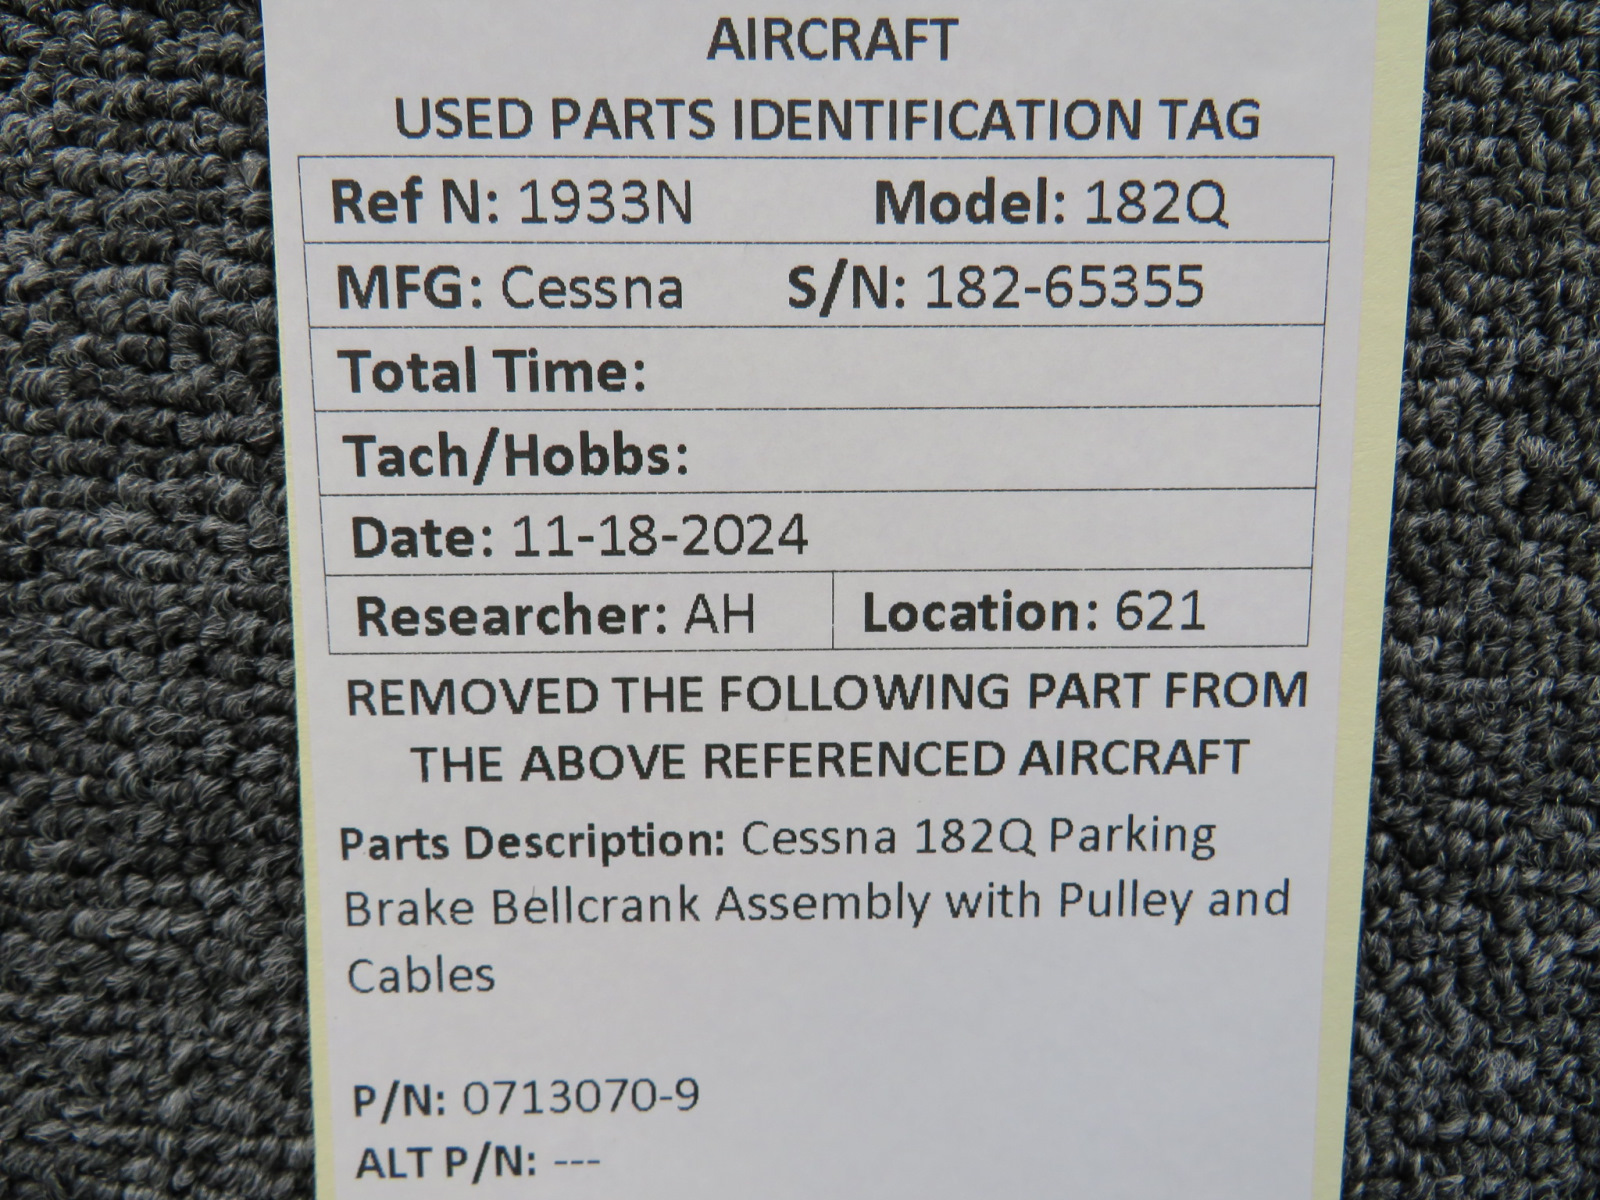 AIRCRAFT
USED PARTS IDENTIFICATION TAG
Ref N: 1933N Model: 182Q
MFG: Cessna S/N: 182-65355
Total Time:
Tach/Hobbs:
Date: 11-18-2024
Researcher: AH Location: 621
REMOVED THE FOLLOWING PART FROM
THE ABOVE REFERENCED AIRCRAFT
Parts Description: Cessna 182Q Parking
Brake Bellcrank Assembly with Pulley and
Cables
P/N: 0713070-9
ALT P/N: ---